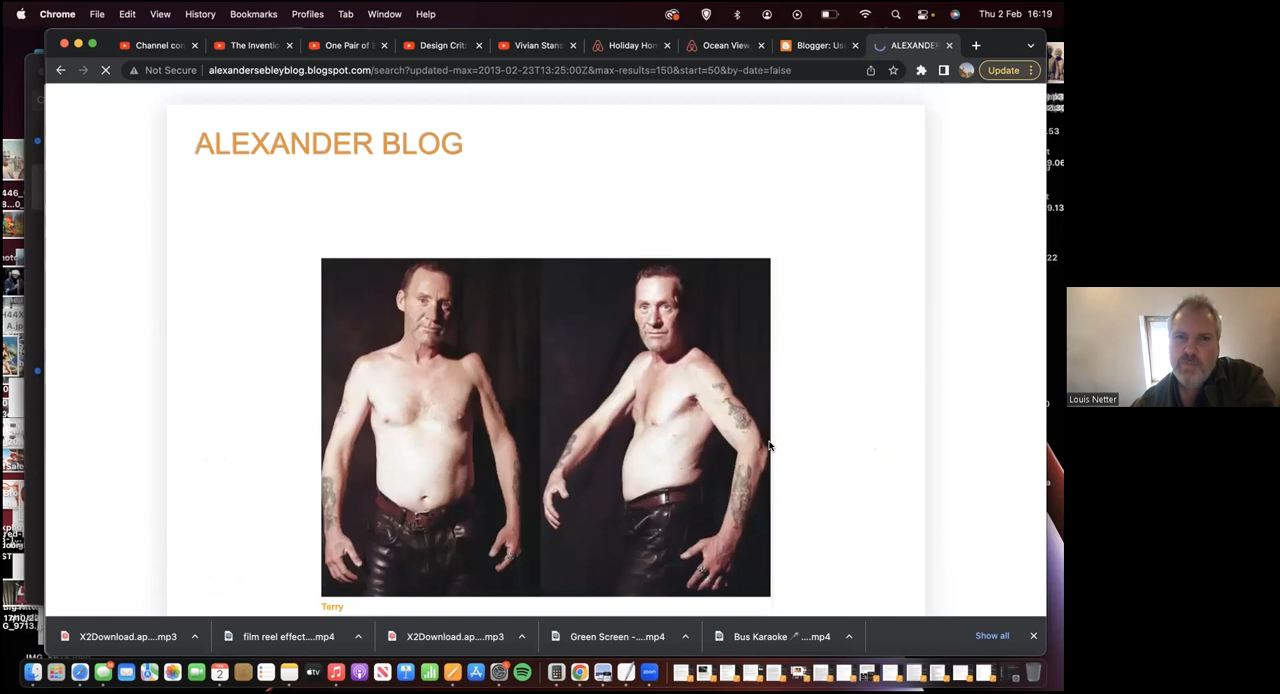 Chrome File Edit View History Bookmarks Profiles Tab Window Help Thu 2 Feb 16:19
Channel con The Inventi One Pair of Design Crit: Vivian Stan Holiday Hon Ocean View Blogger: Us ALEXANDER
Not Secure alexandersebleyblog.blogspot.com/search?updated-max=2013-02-23T13:25:00Z&max-results=150&start=50&by-date=false Update
ALEXANDER BLOG
Terry
Louis Netter
X2Download.ap....mp3 film reel effect....mp4 X2Download.ap....mp3 Green Screen -....mp4 Bus Karaoke 🎤 ....mp4 Show all